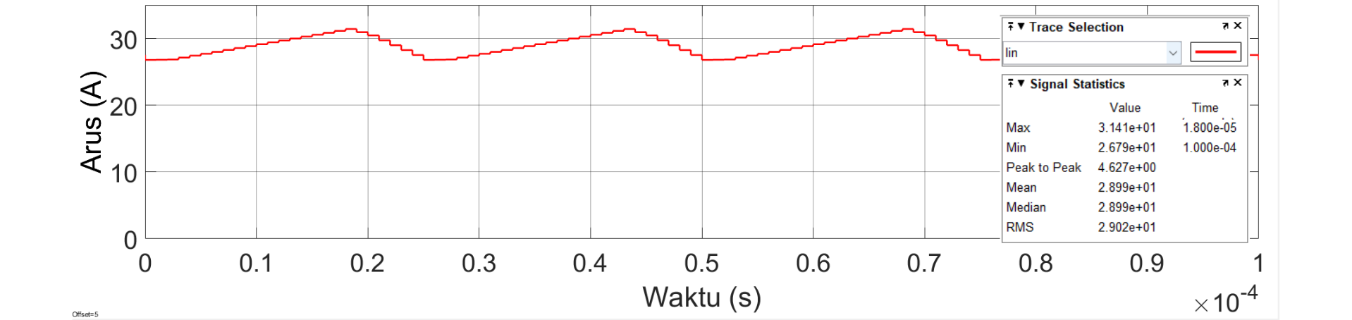 30
20
10
0
Arus (A)
0 0.1 0.2 0.3 0.4 0.5 0.6 0.7 0.8 0.9 1
Waktu (s)
×10-4
Offset=5
Trace Selection
Iin
Signal Statistics
Value Time
Max 3.141e+01 1.800e-05
Min 2.679e+01 1.000e-04
Peak to Peak 4.627e+00
Mean 2.899e+01
Median 2.899e+01
RMS 2.902e+01